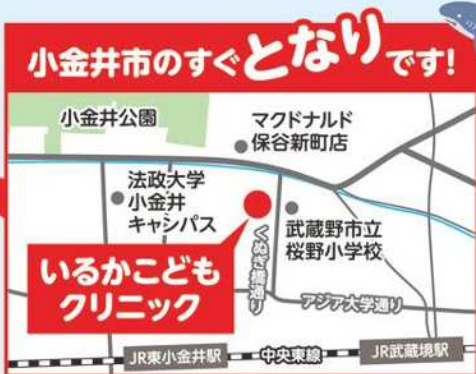 小金井市のすぐとなりです!
小金井公園
マクドナルド
保谷新町店
法政大学
小金井
キャンパス
武蔵野市立
桜野小学校
くぬぎ橋通り
いるかこども
クリニック
アジア大学通り
JR東小金井駅
中央東線
JR武蔵境駅